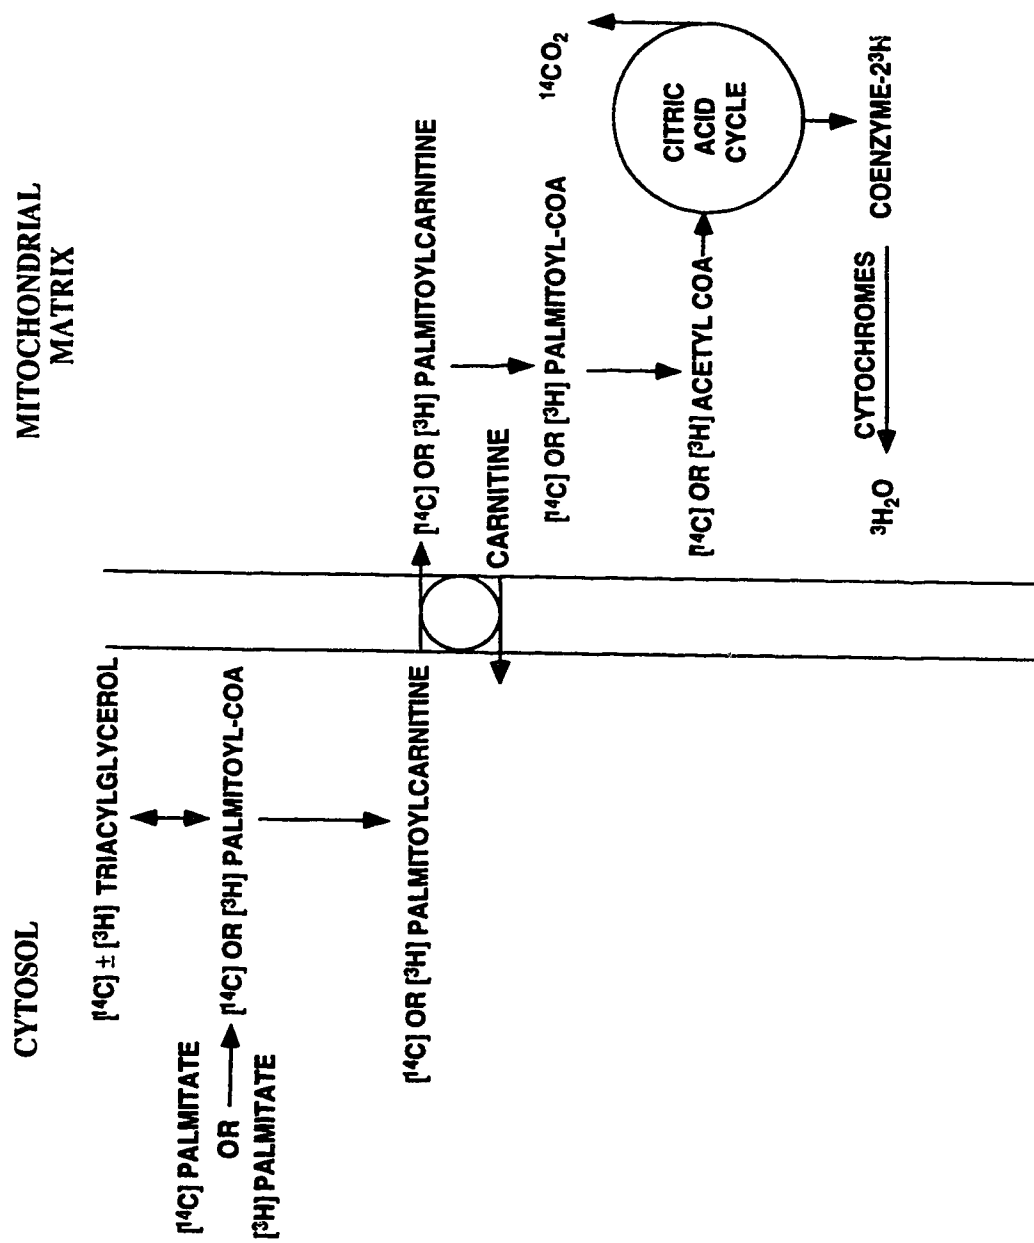 CYTOSOL
MITOCHONDRIAL
MATRIX
[¹⁴C] ± [³H] TRIACYLGLYCEROL
[¹⁴C] PALMITATE
OR
[³H] PALMITATE
[¹⁴C] OR [³H] PALMITOYL-COA
[¹⁴C] OR [³H] PALMITOYLCARNITINE
[¹⁴C] OR [³H] PALMITOYLCARNITINE
CARNITINE
[¹⁴C] OR [³H] PALMITOYL-COA
[¹⁴C] OR [³H] ACETYL COA
CITRIC
ACID
CYCLE
¹⁴CO₂
COENZYME-2³H
CYTOCHROMES
³H₂O